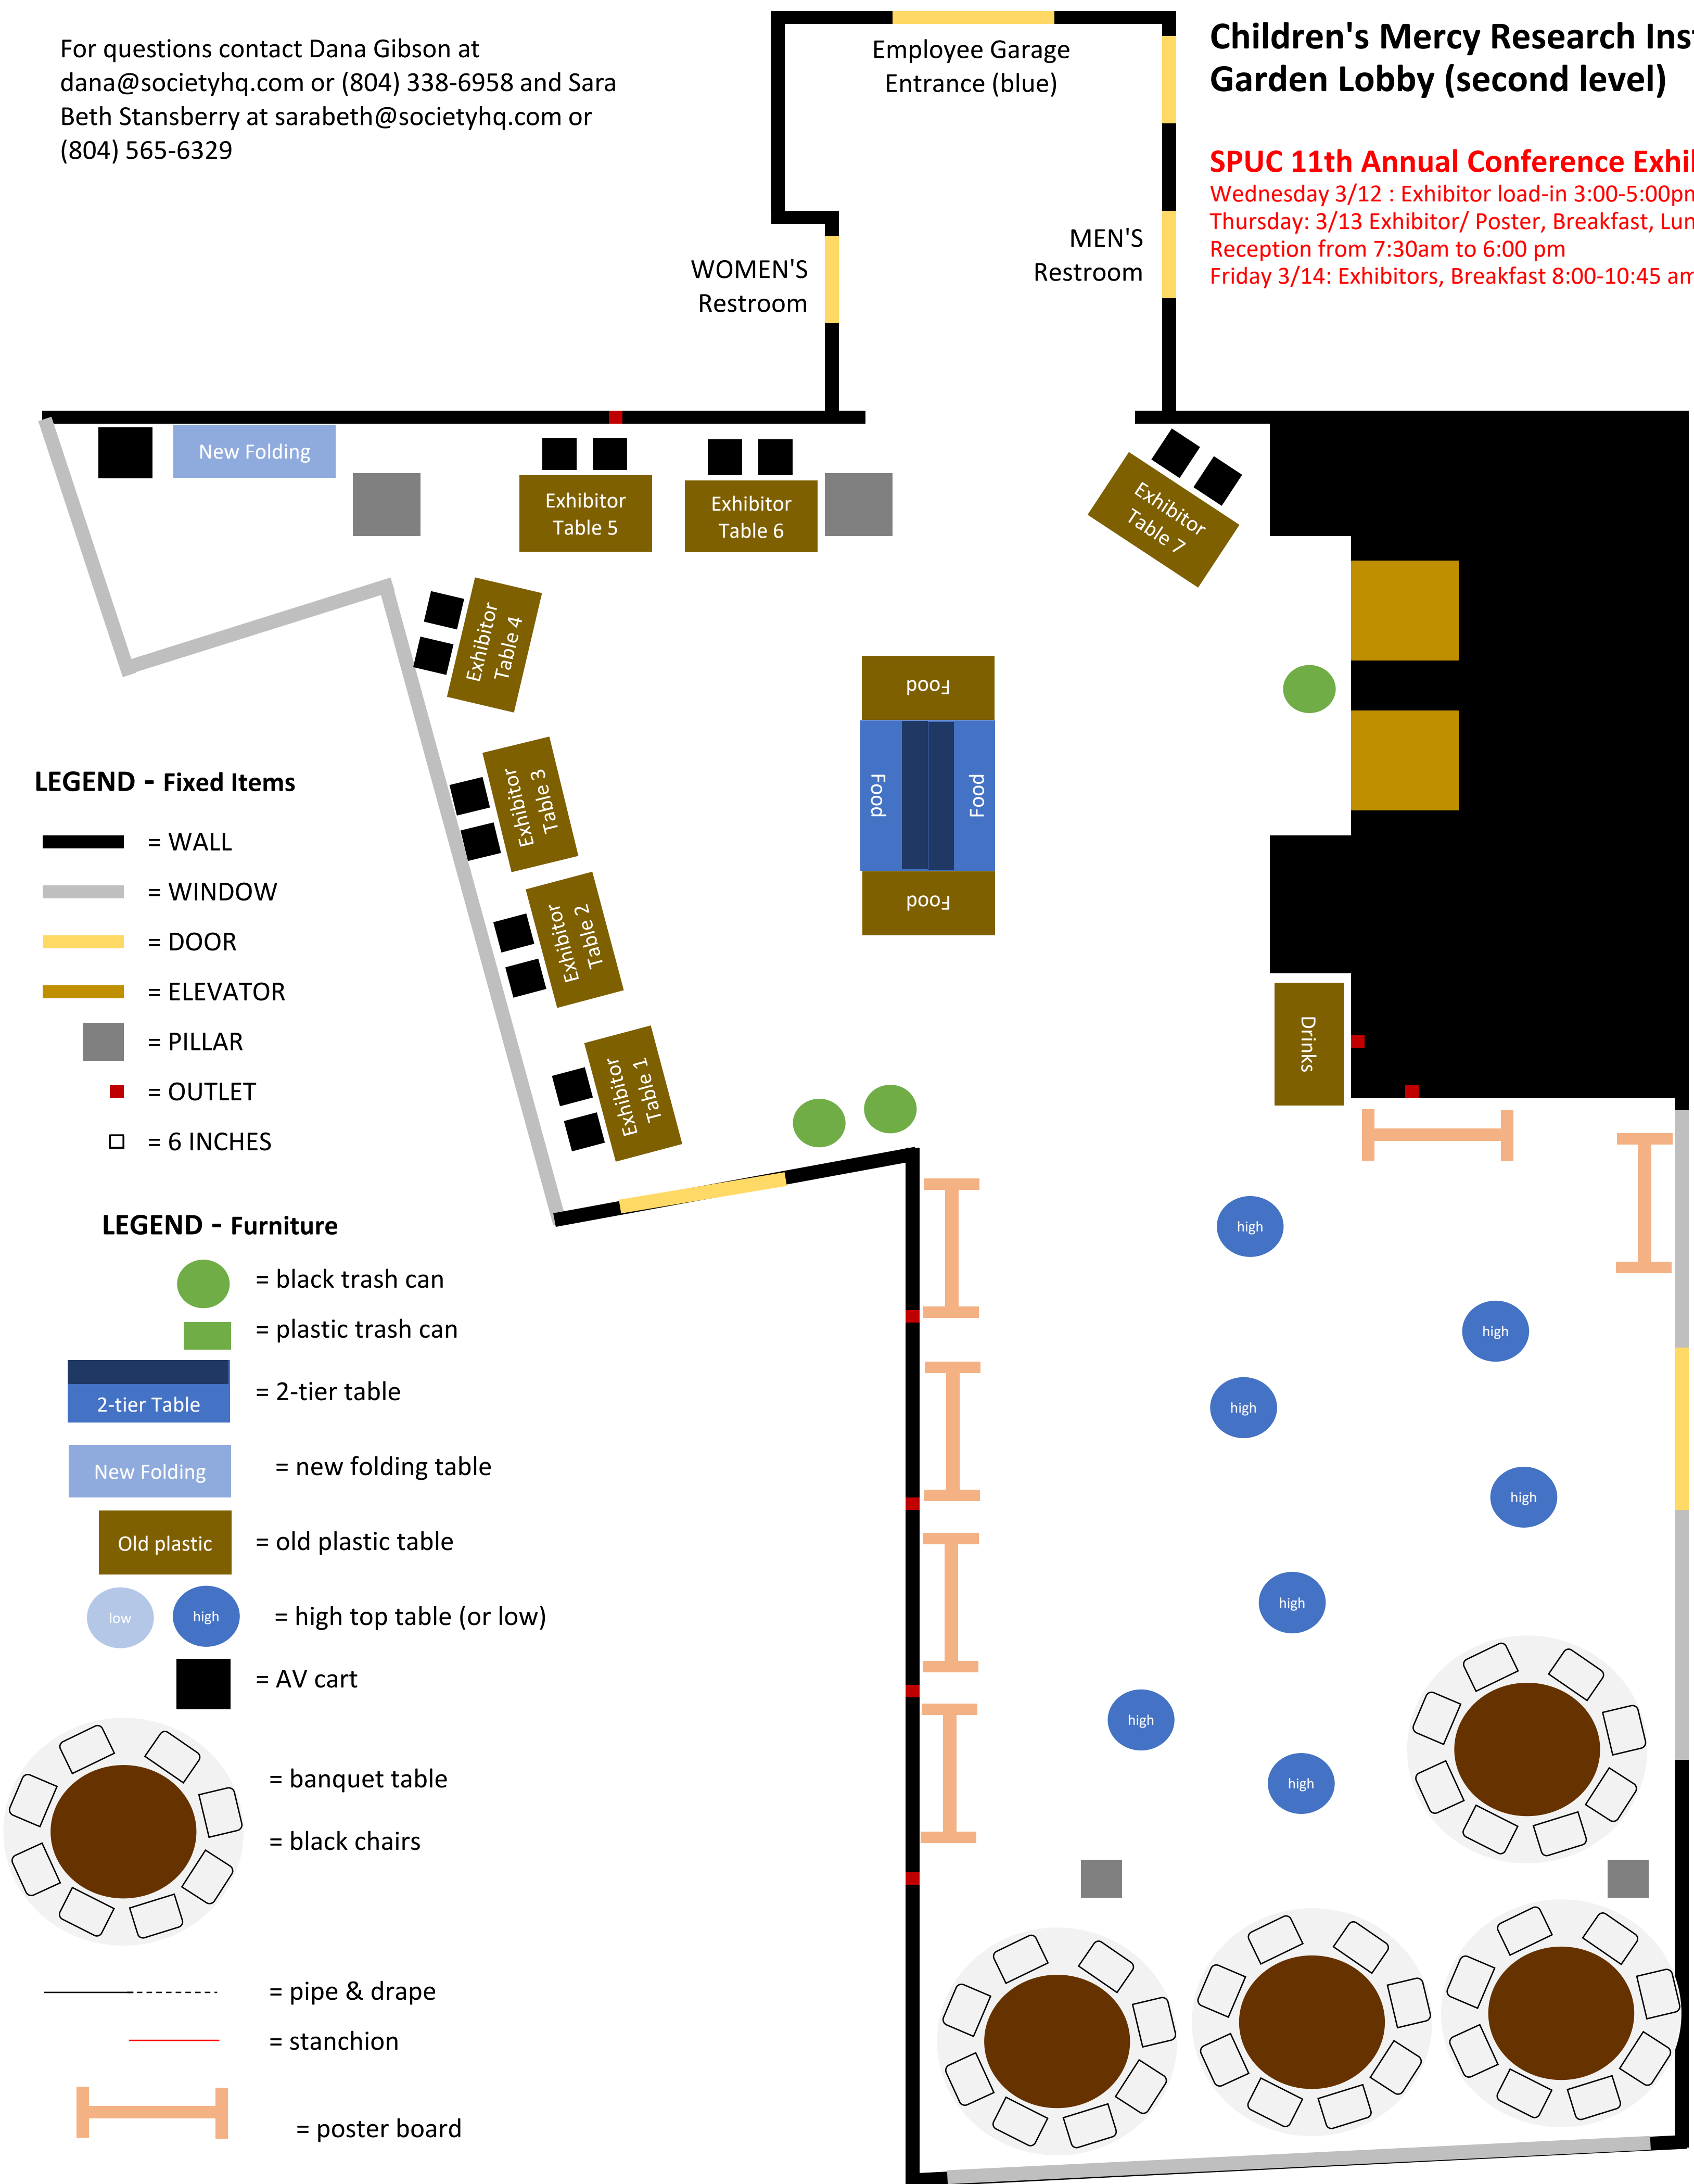 For questions contact Dana Gibson at
dana@societyhq.com or (804) 338-6958 and Sara
Beth Stansberry at sarabeth@societyhq.com or
(804) 565-6329
Employee Garage
Entrance (blue)
Children's Mercy Research Inst
Garden Lobby (second level)
SPUC 11th Annual Conference Exhib
Wednesday 3/12 : Exhibitor load-in 3:00-5:00pm
Thursday: 3/13 Exhibitor/ Poster, Breakfast, Lun
Reception from 7:30am to 6:00 pm
Friday 3/14: Exhibitors, Breakfast 8:00-10:45 am
WOMEN'S
Restroom
MEN'S
Restroom
New Folding
Exhibitor
Table 5
Exhibitor
Table 6
Exhibitor
Table 7
Exhibitor
Table 4
Exhibitor
Table 3
Exhibitor
Table 2
Exhibitor
Table 1
Food
Food
Food
Food
Drinks
LEGEND - Fixed Items
= WALL
= WINDOW
= DOOR
= ELEVATOR
= PILLAR
= OUTLET
= 6 INCHES
LEGEND - Furniture
= black trash can
= plastic trash can
2-tier Table
= 2-tier table
New Folding
= new folding table
Old plastic
= old plastic table
low
high
= high top table (or low)
= AV cart
= banquet table
= black chairs
= pipe & drape
= stanchion
= poster board
high
high
high
high
high
high
high